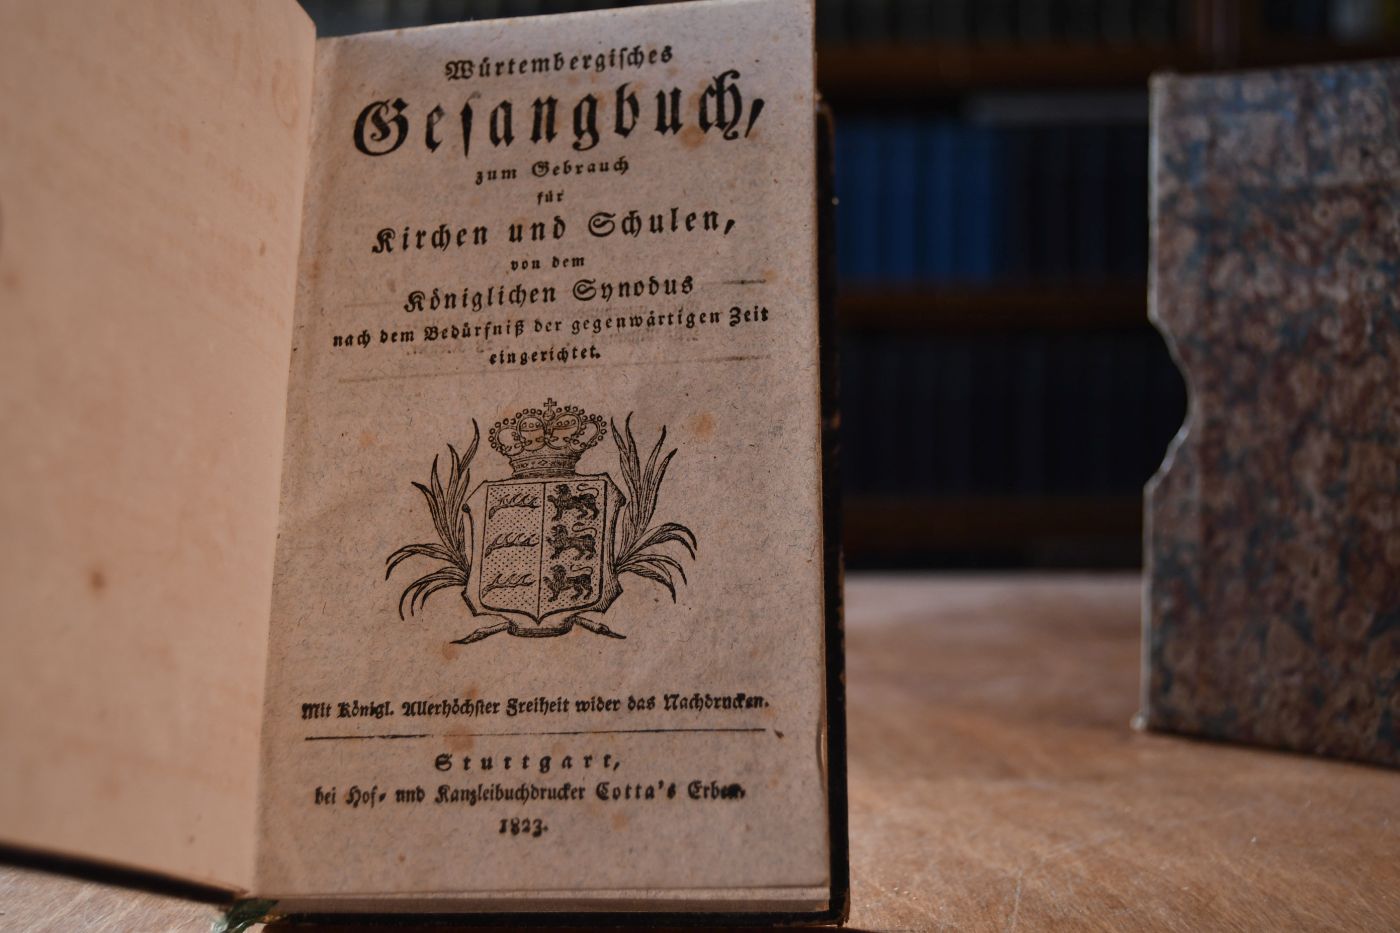 Würtembergisches
Gesangbuch,
zum Gebrauch
für
Kirchen und Schulen,
von dem
Königlichen Synodus
nach dem Bedürfniß der gegenwärtigen Zeit
eingerichtet.
Mit Königl. Allerhöchster Freiheit wider das Nachdrucken.
Stuttgart,
bei Hof- und Kanzleibuchdrucker Cotta's Erben.
1823.